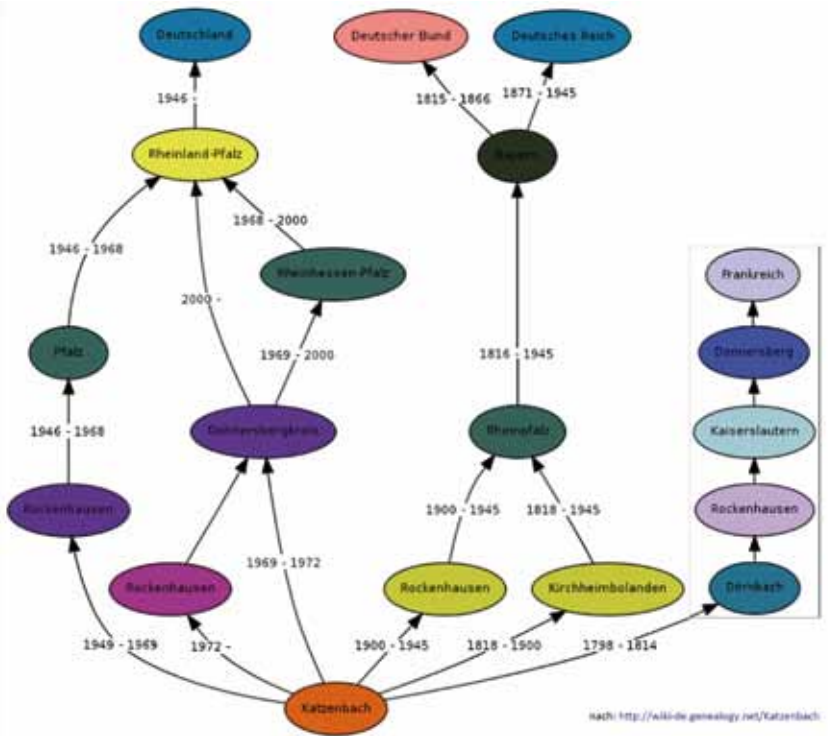 Deutschland
Deutscher Bund
Deutsches Reich
1946 -
1815 - 1866
1871 - 1945
Rheinland-Pfalz
Bayern
1968 - 2000
1946 - 1968
Rheinhessen-Pfalz
Frankreich
2000 -
Pfalz
1969 - 2000
1816 - 1945
Donnersberg
1946 - 1968
Donnersbergkreis
Rheinpfalz
Kaiserslautern
Rockenhausen
1900 - 1945
1818 - 1945
Rockenhausen
1969 - 1972
Rockenhausen
Rockenhausen
Kirchheimbolanden
Dörnbach
1949 - 1969
1972 -
1900 - 1945
1818 - 1900
1798 - 1814
Katzenbach
nach: http://wiki-de.genealogy.net/Katzenbach